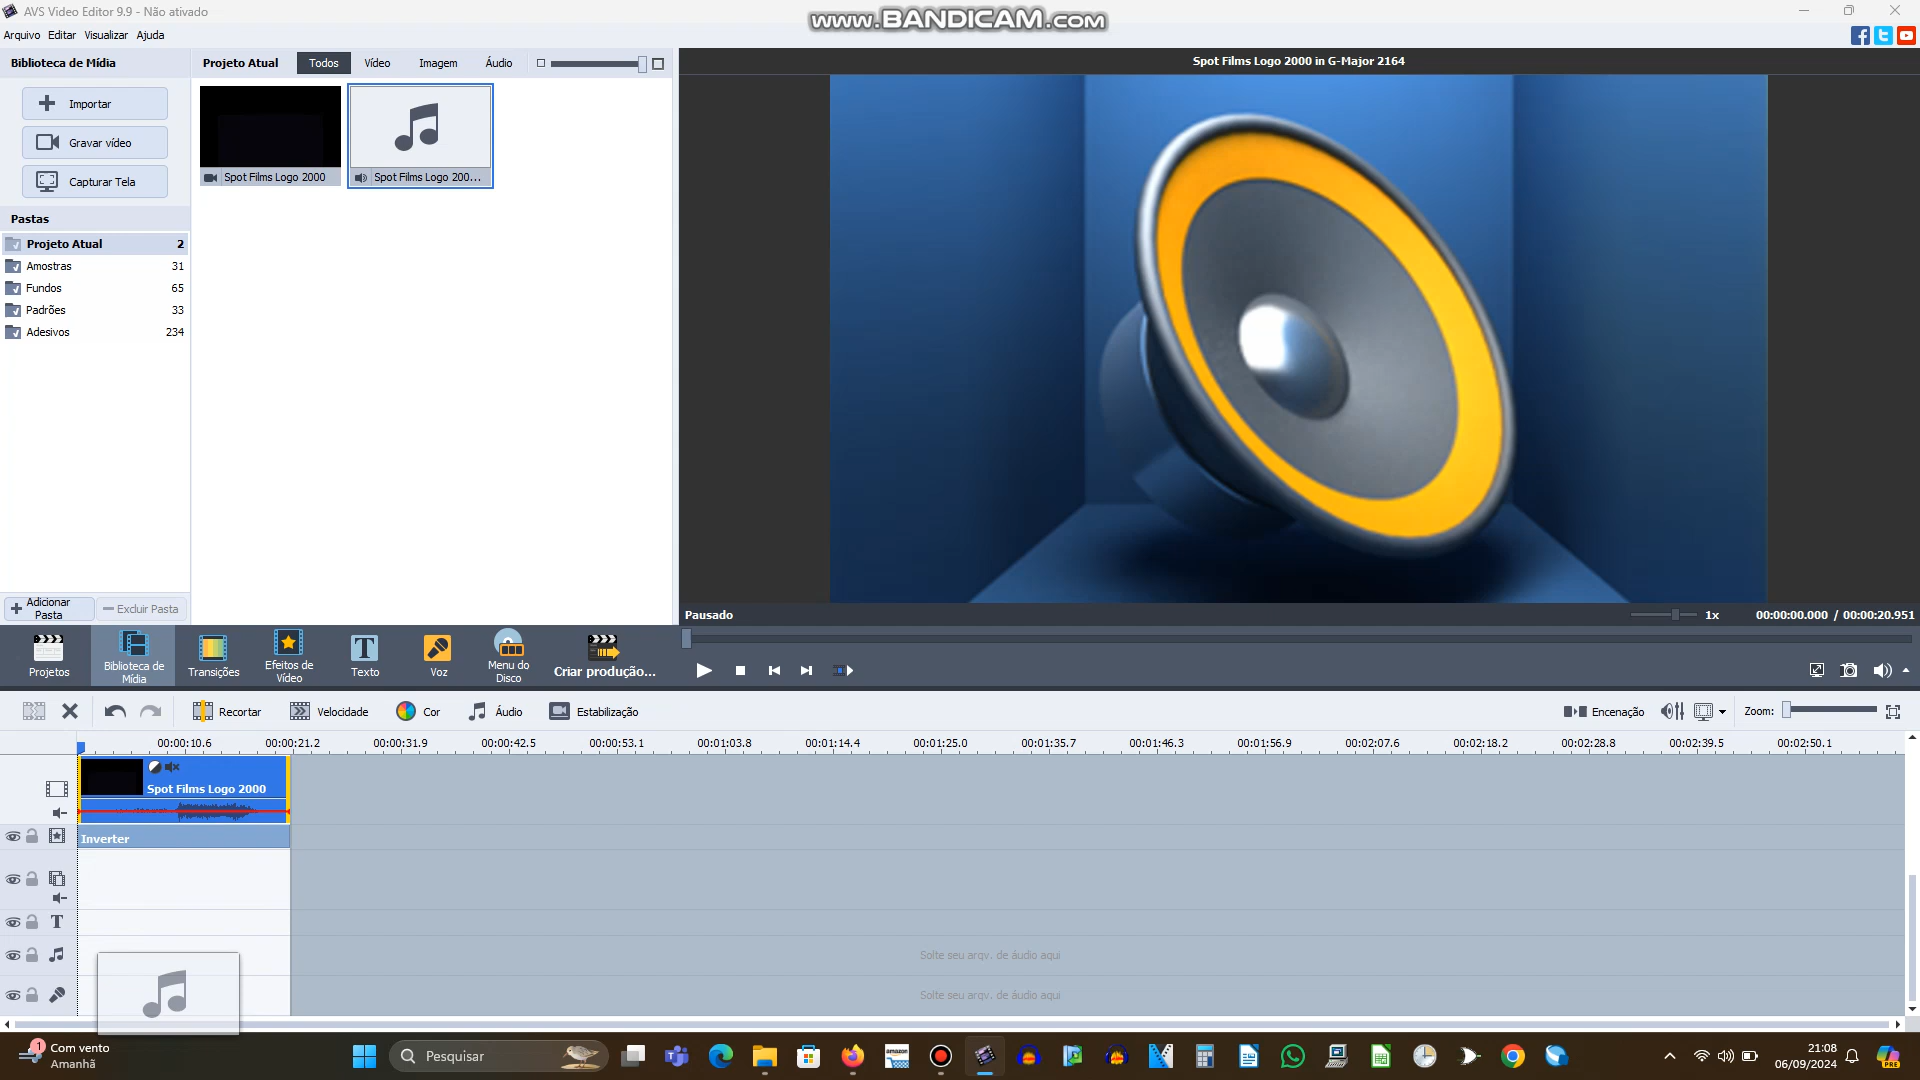 AVS Video Editor 9.9 - Não ativado
www.BANDICAM.com
Arquivo Editar Visualizar Ajuda
Biblioteca de Mídia
Projeto Atual Todos Vídeo Imagem Áudio
Spot Films Logo 2000 in G-Major 2164
Importar
Gravar vídeo
Capturar Tela
Spot Films Logo 2000
Spot Films Logo 200...
Pastas
Projeto Atual 2
Amostras 31
Fundos 65
Padrões 33
Adesivos 234
Adicionar
Pasta
Excluir Pasta
Pausado
1x
00:00:00.000 / 00:00:20.951
Projetos
Biblioteca de
Mídia
Transições
Efeitos de
Vídeo
Texto
Voz
Menu do
Disco
Criar produção...
Recortar Velocidade Cor Áudio Estabilização
Encenação
Zoom:
00:00:10.6 00:00:21.2 00:00:31.9 00:00:42.5 00:00:53.1 00:01:03.8 00:01:14.4 00:01:25.0 00:01:35.7 00:01:46.3 00:01:56.9 00:02:07.6 00:02:18.2 00:02:28.8 00:02:39.5 00:02:50.1
Spot Films Logo 2000
Inverter
T
Solte seu arqv. de áudio aqui
Solte seu arqv. de áudio aqui
1
Com vento
Amanhã
Pesquisar
amazon
21:08
06/09/2024
PRE